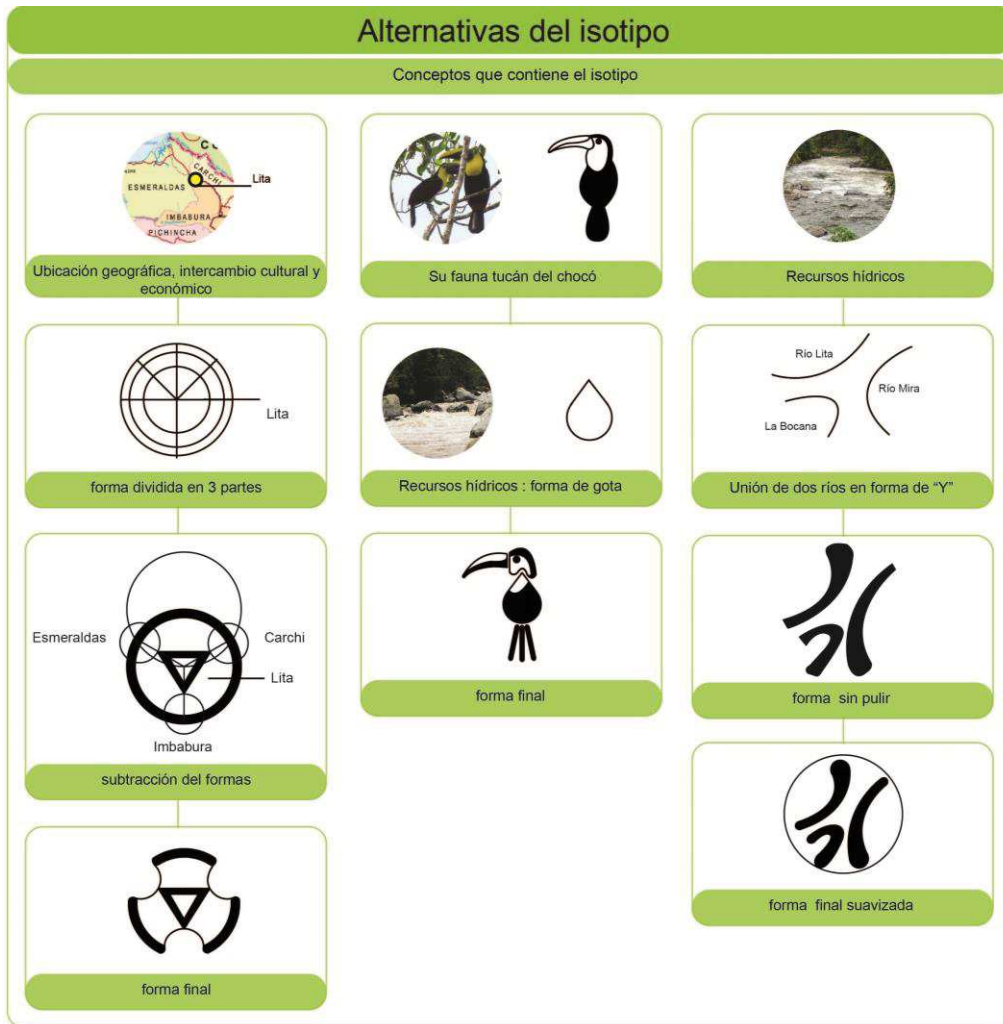 Alternativas del isotipo
Conceptos que contiene el isotipo
CARCHI
Lita
ESMERALDAS
IMBABURA
PICHINCHA
Ubicación geográfica, intercambio cultural y
económico
Lita
forma dividida en 3 partes
Esmeraldas
Carchi
Lita
Imbabura
subtracción del formas
forma final
Su fauna tucán del chocó
Recursos hídricos : forma de gota
forma final
Recursos hídricos
Río Lita
Río Mira
La Bocana
Unión de dos ríos en forma de “Y”
forma sin pulir
forma final suavizada